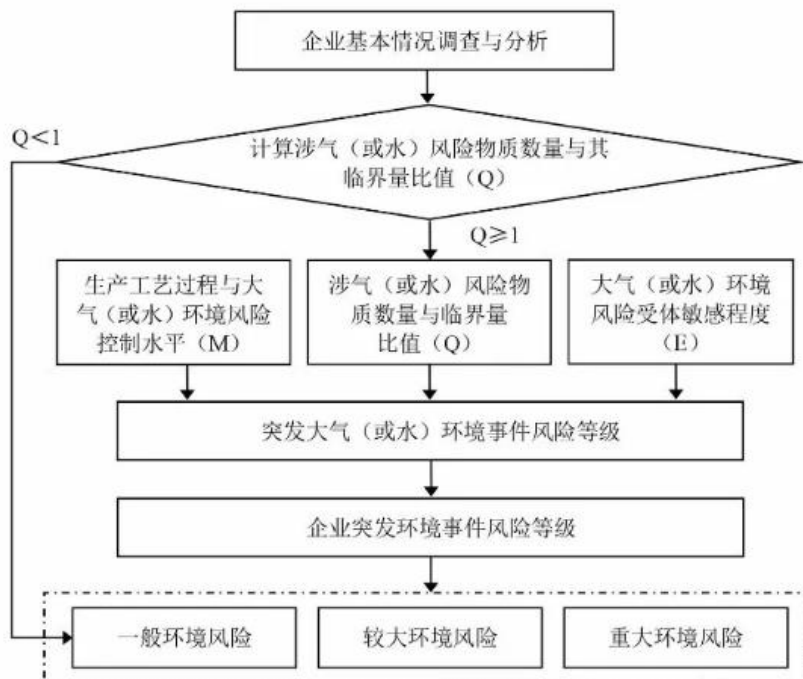 企业基本情况调查与分析
Q＜1
计算涉气（或水）风险物质数量与其
临界量比值（Q）
Q≥1
生产工艺过程与大
气（或水）环境风险
控制水平（M）
涉气（或水）风险物
质数量与临界量
比值（Q）
大气（或水）环境
风险受体敏感程度
（E）
突发大气（或水）环境事件风险等级
企业突发环境事件风险等级
一般环境风险
较大环境风险
重大环境风险